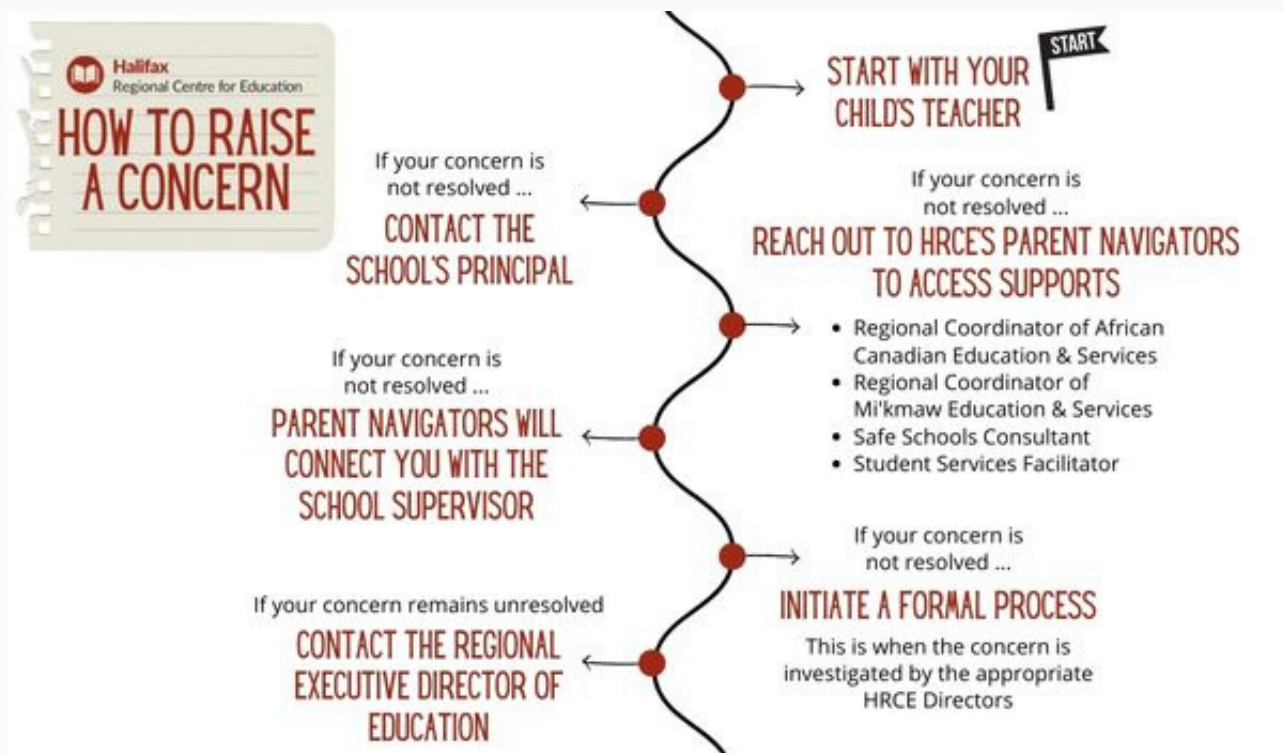 Halifax
Regional Centre for Education
HOW TO RAISE
A CONCERN
START
START WITH YOUR
CHILD'S TEACHER
If your concern is
not resolved ...
CONTACT THE
SCHOOL'S PRINCIPAL
If your concern is
not resolved ...
REACH OUT TO HRCE'S PARENT NAVIGATORS
TO ACCESS SUPPORTS
• Regional Coordinator of African
Canadian Education & Services
• Regional Coordinator of
Mi'kmaw Education & Services
• Safe Schools Consultant
• Student Services Facilitator
If your concern is
not resolved ...
PARENT NAVIGATORS WILL
CONNECT YOU WITH THE
SCHOOL SUPERVISOR
If your concern is
not resolved ...
INITIATE A FORMAL PROCESS
This is when the concern is
investigated by the appropriate
HRCE Directors
If your concern remains unresolved
CONTACT THE REGIONAL
EXECUTIVE DIRECTOR OF
EDUCATION